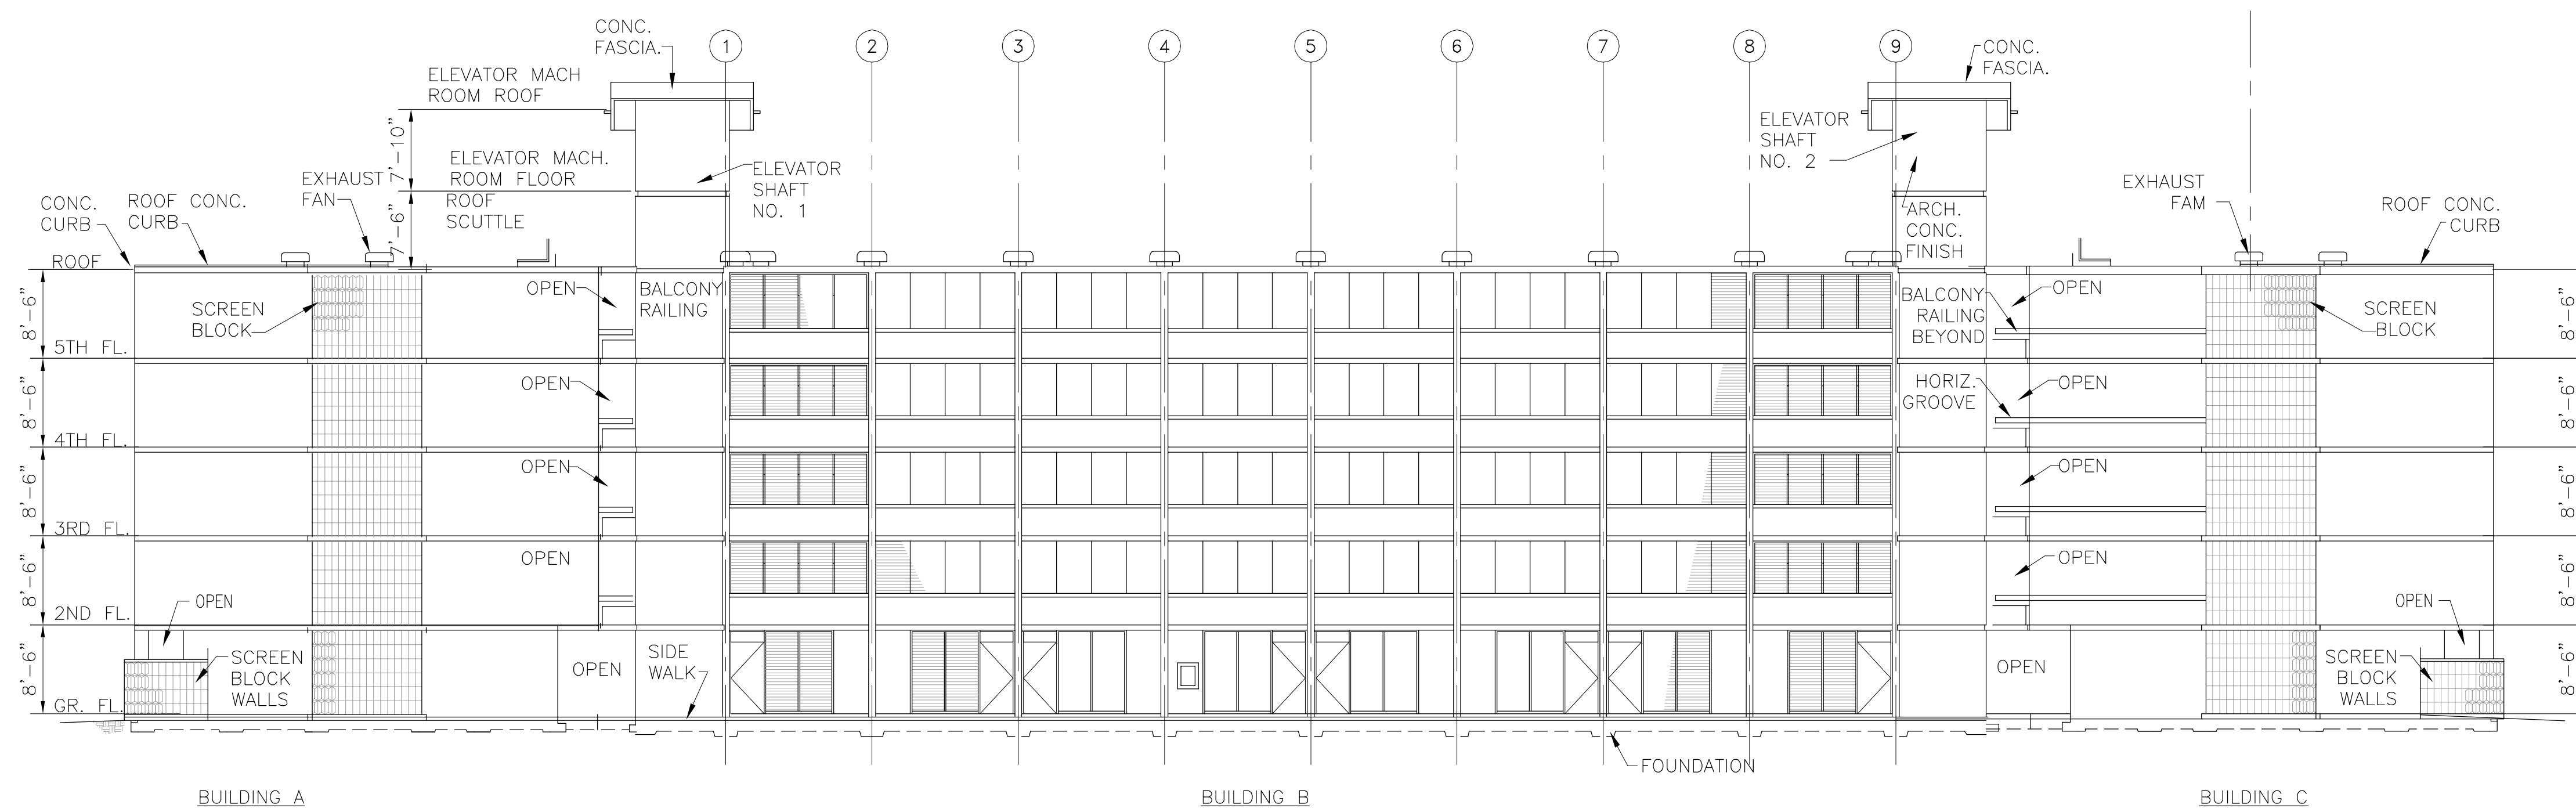 CONC.
FASCIA.
1
2
3
4
5
6
7
8
9
CONC.
FASCIA.
ELEVATOR MACH
ROOM ROOF
7'-10"
ELEVATOR MACH.
ROOM FLOOR
ROOF
SCUTTLE
7'-6"
ELEVATOR
SHAFT
NO. 1
ELEVATOR
SHAFT
NO. 2
ARCH.
CONC.
FINISH
EXHAUST
FAN
EXHAUST
FAM
CONC.
CURB
ROOF CONC.
CURB
ROOF CONC.
CURB
ROOF
8'-6"
SCREEN
BLOCK
OPEN
BALCONY
RAILING
BALCONY
RAILING
BEYOND
OPEN
SCREEN
BLOCK
8'-6"
5TH FL.
8'-6"
OPEN
HORIZ.
GROOVE
OPEN
8'-6"
4TH FL.
8'-6"
OPEN
OPEN
8'-6"
3RD FL.
8'-6"
OPEN
OPEN
8'-6"
2ND FL.
OPEN
OPEN
8'-6"
SCREEN
BLOCK
WALLS
OPEN
SIDE
WALK
OPEN
SCREEN
BLOCK
WALLS
8'-6"
GR. FL.
FOUNDATION
BUILDING A
BUILDING B
BUILDING C